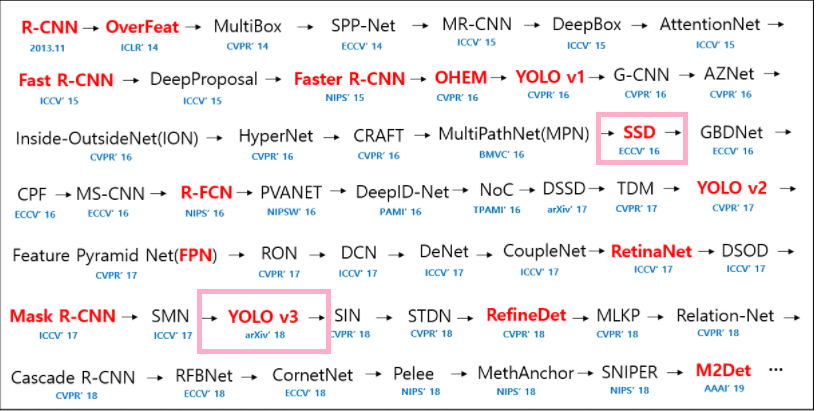 R-CNN → OverFeat → MultiBox → SPP-Net → MR-CNN → DeepBox → AttentionNet →
2013.11 ICLR' 14 CVPR' 14 ECCV' 14 ICCV' 15 ICCV' 15 ICCV' 15
Fast R-CNN → DeepProposal → Faster R-CNN → OHEM → YOLO v1 → G-CNN → AZNet →
ICCV' 15 ICCV' 15 NIPS' 15 CVPR' 16 CVPR' 16 CVPR' 16 CVPR' 16
Inside-OutsideNet(ION) → HyperNet → CRAFT → MultiPathNet(MPN) → SSD → GBDNet →
CVPR' 16 CVPR' 16 CVPR' 16 BMVC' 16 ECCV' 16 ECCV' 16
CPF → MS-CNN → R-FCN → PVANET → DeepID-Net → NoC → DSSD → TDM → YOLO v2 →
ECCV' 16 ECCV' 16 NIPS' 16 NIPSW' 16 PAMI' 16 TPAMI' 16 arXiv' 17 CVPR' 17 CVPR' 17
Feature Pyramid Net(FPN) → RON → DCN → DeNet → CoupleNet → RetinaNet → DSOD →
CVPR' 17 CVPR' 17 ICCV' 17 ICCV' 17 ICCV' 17 ICCV' 17 ICCV' 17
Mask R-CNN → SMN → YOLO v3 → SIN → STDN → RefineDet → MLKP → Relation-Net →
ICCV' 17 ICCV' 17 arXiv' 18 CVPR' 18 CVPR' 18 CVPR' 18 CVPR' 18 CVPR' 18
Cascade R-CNN → RFBNet → CornetNet → Pelee → MethAnchor → SNIPER → M2Det ···
CVPR' 18 ECCV' 18 ECCV' 18 NIPS' 18 NIPS' 18 NIPS' 18 AAAI' 19